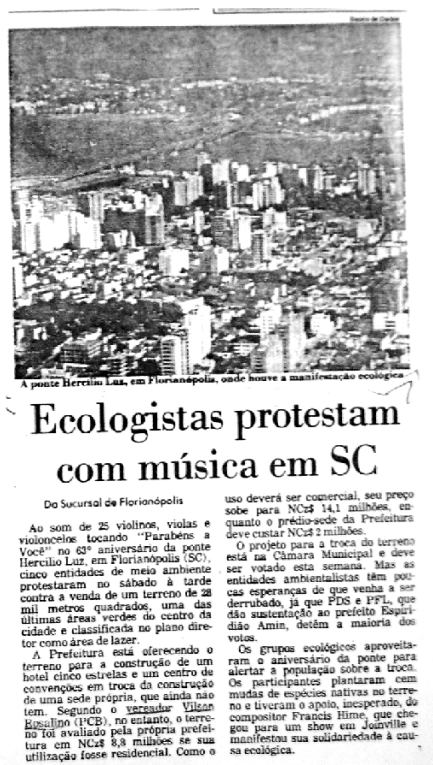 Banco de Dados
A ponte Hercílio Luz, em Florianópolis, onde houve a manifestação ecológica
Ecologistas protestam
com música em SC
Da Sucursal de Florianópolis
Ao som de 25 violinos, violas e
violoncelos tocando "Parabéns a
Você" no 63º aniversário da ponte
Hercílio Luz, em Florianópolis (SC),
cinco entidades de meio ambiente
protestaram no sábado à tarde
contra a venda de um terreno de 28
mil metros quadrados, uma das
últimas áreas verdes do centro da
cidade e classificada no plano dire-
tor como área de lazer.
A Prefeitura está oferecendo o
terreno para a construção de um
hotel cinco estrelas e um centro de
convenções em troca da construção
de uma sede própria, que ainda não
tem. Segundo o vereador Vilson
Rosalino (PCB), no entanto, o terre-
no foi avaliado pela própria prefei-
tura em NCz$ 8,8 milhões se sua
utilização fosse residencial. Como o
uso deverá ser comercial, seu preço
sobe para NCz$ 14,1 milhões, en-
quanto o prédio-sede da Prefeitura
deve custar NCz$ 2 milhões.
O projeto para a troca do terreno
está na Câmara Municipal e deve
ser votado esta semana. Mas as
entidades ambientalistas têm pou-
cas esperanças de que venha a ser
derrubado, já que PDS e PFL, que
dão sustentação ao prefeito Espiri-
dião Amin, detêm a maioria dos
votos.
Os grupos ecológicos aproveita-
ram o aniversário da ponte para
alertar a população sobre a troca.
Os participantes plantaram cem
mudas de espécies nativas no terre-
no e tiveram o apoio, inesperado, do
compositor Francis Hime, que che-
gou para um show em Joinville e
manifestou sua solidariedade à cau-
sa ecológica.